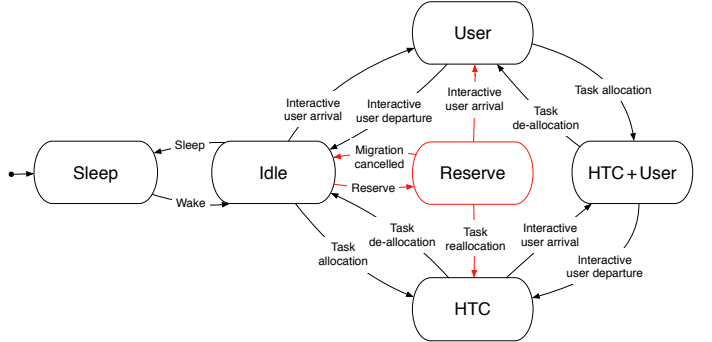 User
Interactive
user arrival
Interactive
user departure
Interactive
user arrival
Task allocation
Task
de-allocation
Sleep
Sleep
Wake
Idle
Migration
cancelled
Reserve
Reserve
HTC + User
Task
allocation
Task
de-allocation
Task
reallocation
Interactive
user arrival
Interactive
user departure
HTC